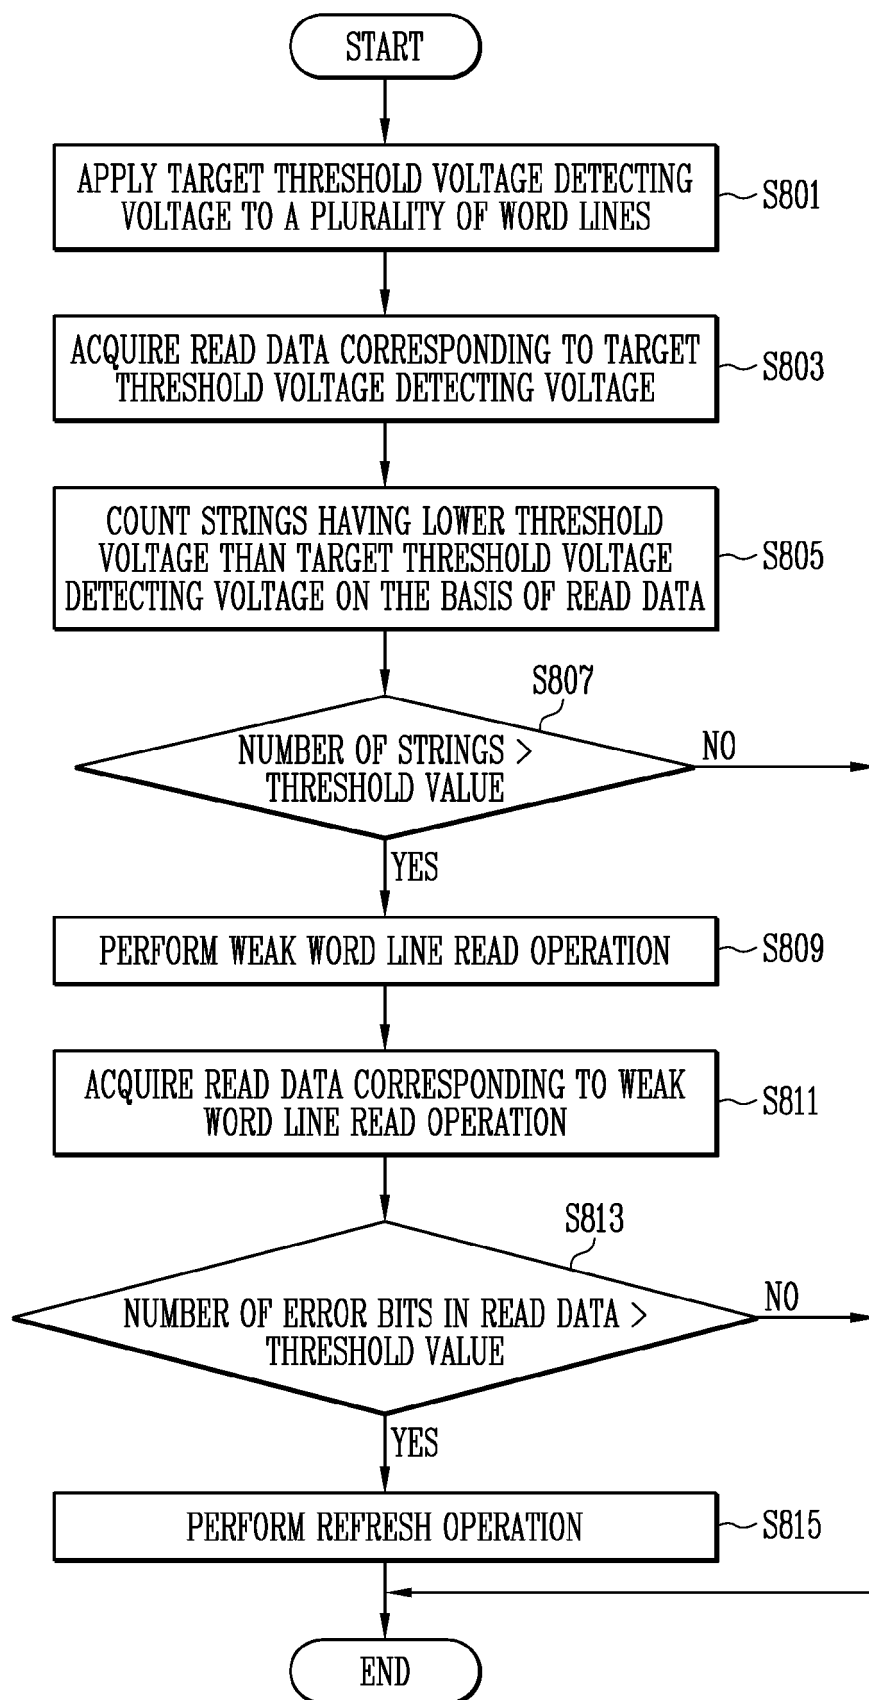 START
APPLY TARGET THRESHOLD VOLTAGE DETECTING
VOLTAGE TO A PLURALITY OF WORD LINES
S801
ACQUIRE READ DATA CORRESPONDING TO TARGET
THRESHOLD VOLTAGE DETECTING VOLTAGE
S803
COUNT STRINGS HAVING LOWER THRESHOLD
VOLTAGE THAN TARGET THRESHOLD VOLTAGE
DETECTING VOLTAGE ON THE BASIS OF READ DATA
S805
S807
NUMBER OF STRINGS >
THRESHOLD VALUE
NO
YES
PERFORM WEAK WORD LINE READ OPERATION
S809
ACQUIRE READ DATA CORRESPONDING TO WEAK
WORD LINE READ OPERATION
S811
S813
NUMBER OF ERROR BITS IN READ DATA >
THRESHOLD VALUE
NO
YES
PERFORM REFRESH OPERATION
S815
END